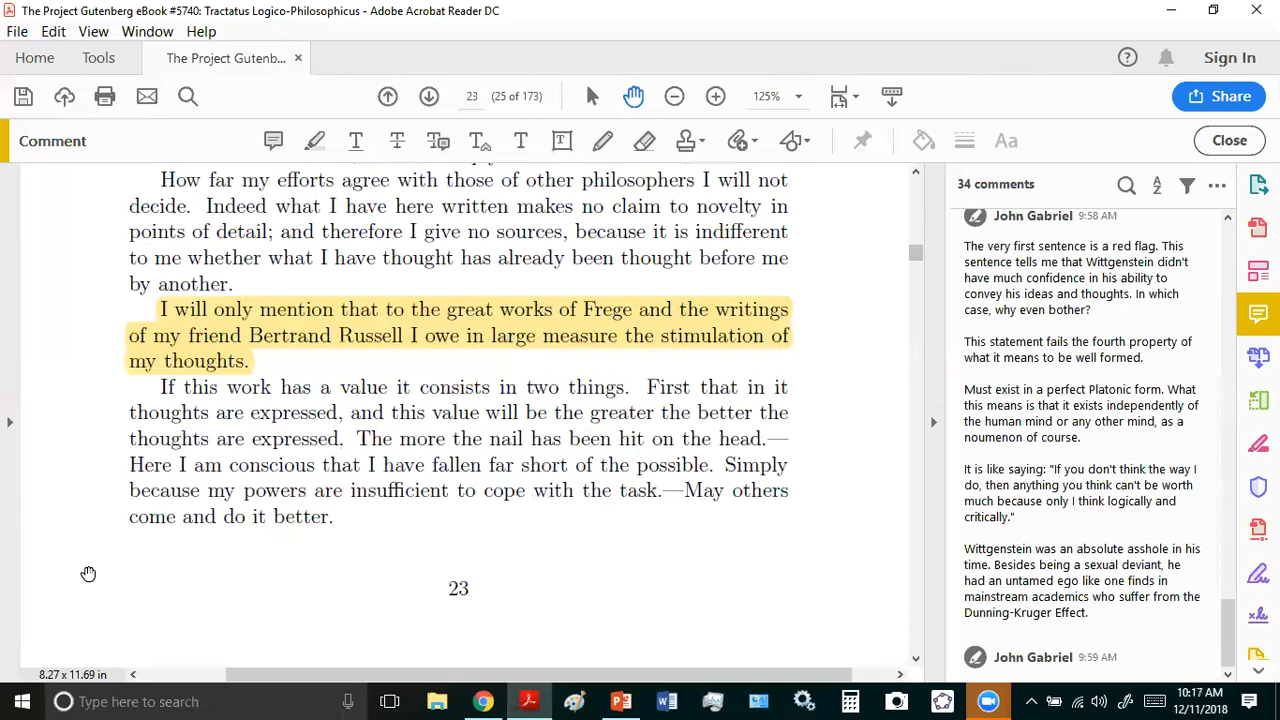 The Project Gutenberg eBook #5740: Tractatus Logico-Philosophicus - Adobe Acrobat Reader DC
File Edit View Window Help
Home Tools The Project Gutenb... × Sign In
23 (25 of 173) 125% Share
Comment Close
How far my efforts agree with those of other philosophers I will not
decide. Indeed what I have here written makes no claim to novelty in
points of detail; and therefore I give no sources, because it is indifferent
to me whether what I have thought has already been thought before me
by another.
I will only mention that to the great works of Frege and the writings
of my friend Bertrand Russell I owe in large measure the stimulation of
my thoughts.
If this work has a value it consists in two things. First that in it
thoughts are expressed, and this value will be the greater the better the
thoughts are expressed. The more the nail has been hit on the head.—
Here I am conscious that I have fallen far short of the possible. Simply
because my powers are insufficient to cope with the task.—May others
come and do it better.
23
8.27 x 11.69 in
34 comments
John Gabriel 9:58 AM
The very first sentence is a red flag. This
sentence tells me that Wittgenstein didn't
have much confidence in his ability to
convey his ideas and thoughts. In which
case, why even bother?
This statement fails the fourth property of
what it means to be well formed.
Must exist in a perfect Platonic form. What
this means is that it exists independently of
the human mind or any other mind, as a
noumenon of course.
It is like saying: "If you don't think the way I
do, then anything you think can't be worth
much because only I think logically and
critically."
Wittgenstein was an absolute asshole in his
time. Besides being a sexual deviant, he
had an untamed ego like one finds in
mainstream academics who suffer from the
Dunning-Kruger Effect.
John Gabriel 9:59 AM
Type here to search
10:17 AM
12/11/2018